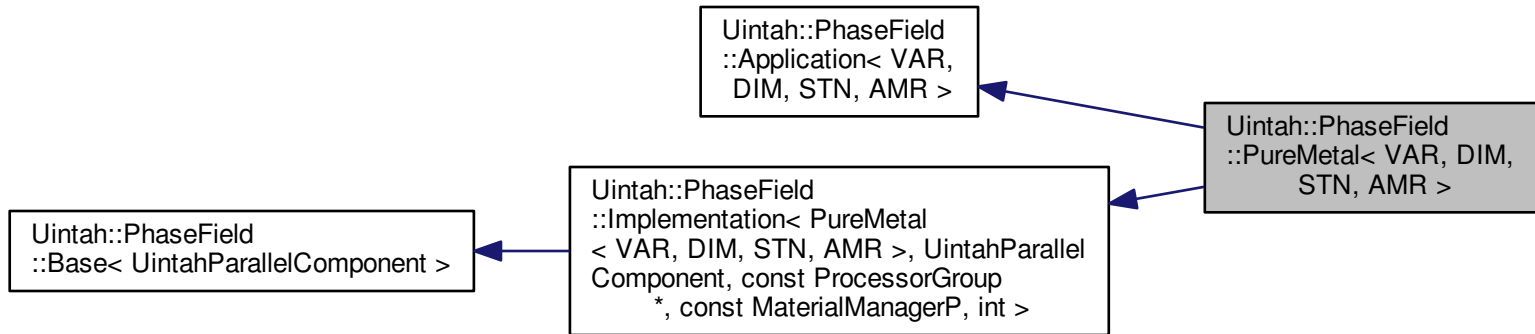 Uintah::PhaseField
::Application< VAR,
DIM, STN, AMR >
Uintah::PhaseField
::PureMetal< VAR, DIM,
STN, AMR >
Uintah::PhaseField
::Implementation< PureMetal
< VAR, DIM, STN, AMR >, UintahParallel
Component, const ProcessorGroup
*, const MaterialManagerP, int >
Uintah::PhaseField
::Base< UintahParallelComponent >